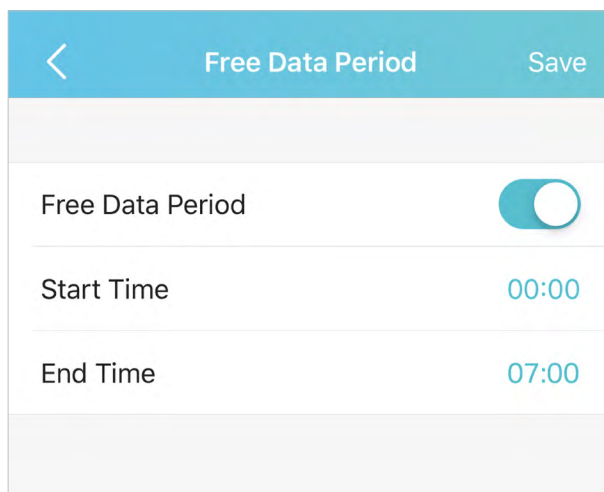 Free Data Period Save
Free Data Period
Start Time 00:00
End Time 07:00